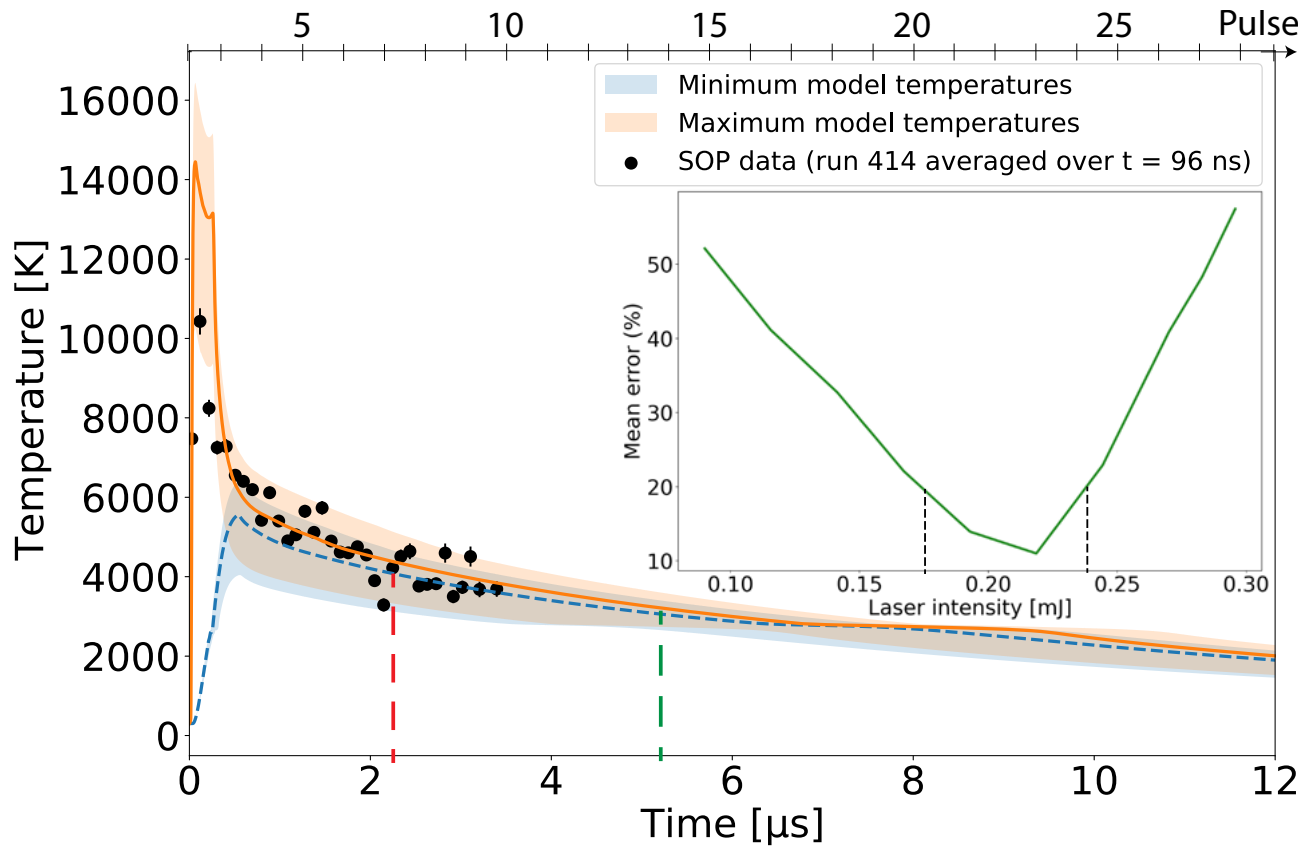 5 10 15 20 25 Pulse
16000
14000
12000
10000
8000
6000
4000
2000
0
Temperature [K]
Minimum model temperatures
Maximum model temperatures
SOP data (run 414 averaged over t = 96 ns)
50
40
30
20
10
Mean error (%)
0.10 0.15 0.20 0.25 0.30
Laser intensity [mJ]
0 2 4 6 8 10 12
Time [μs]